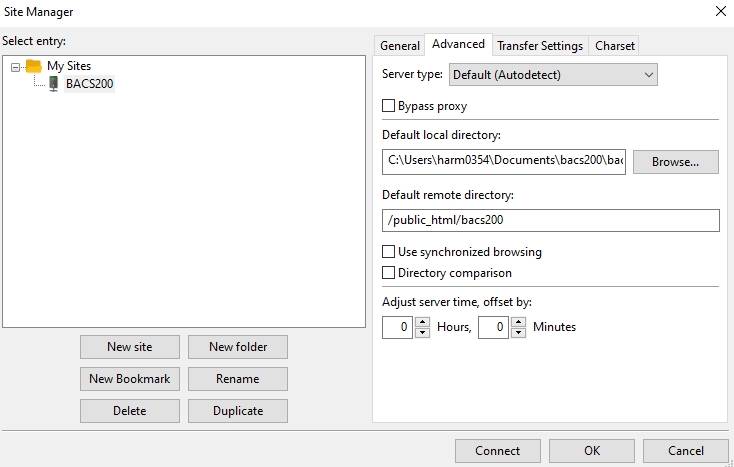 Site Manager
Select entry:
My Sites
BACS200
New site
New folder
New Bookmark
Rename
Delete
Duplicate
General
Advanced
Transfer Settings
Charset
Server type:
Default (Autodetect)
Bypass proxy
Default local directory:
C:\Users\harm0354\Documents\bacs200\bac
Browse...
Default remote directory:
/public_html/bacs200
Use synchronized browsing
Directory comparison
Adjust server time, offset by:
0 Hours, 0 Minutes
Connect
OK
Cancel